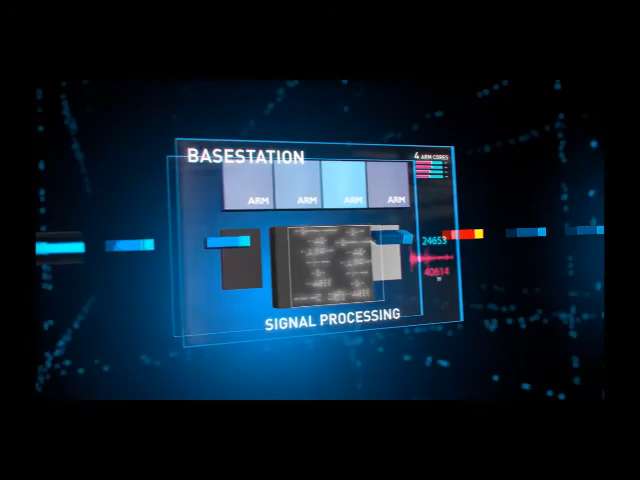 BASESTATION
4 ARM CORES
ARM ARM ARM ARM
24653
40614
SIGNAL PROCESSING